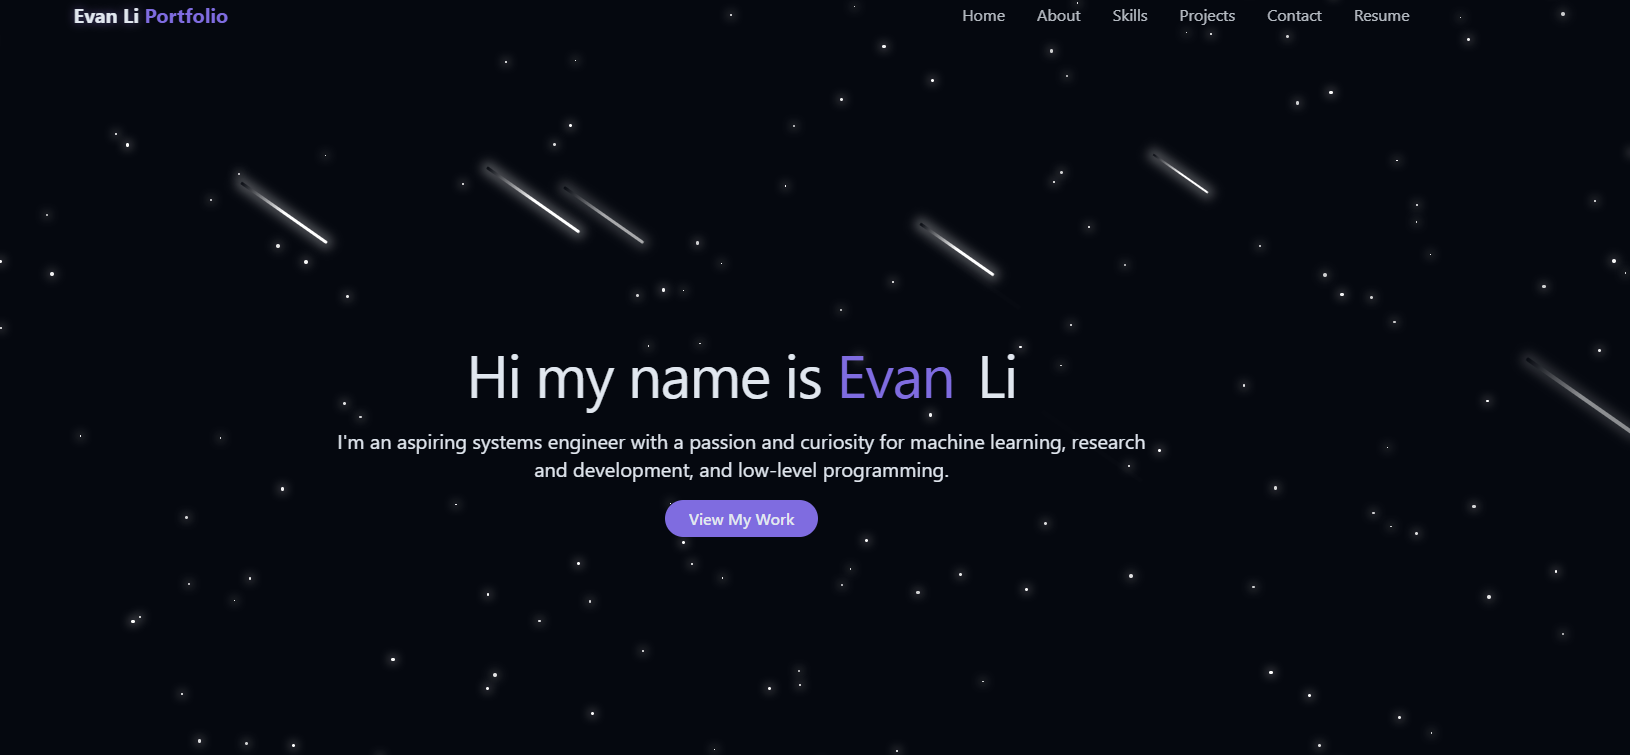 Evan Li Portfolio
Home About Skills Projects Contact Resume
Hi my name is Evan Li
I'm an aspiring systems engineer with a passion and curiosity for machine learning, research
and development, and low-level programming.
View My Work